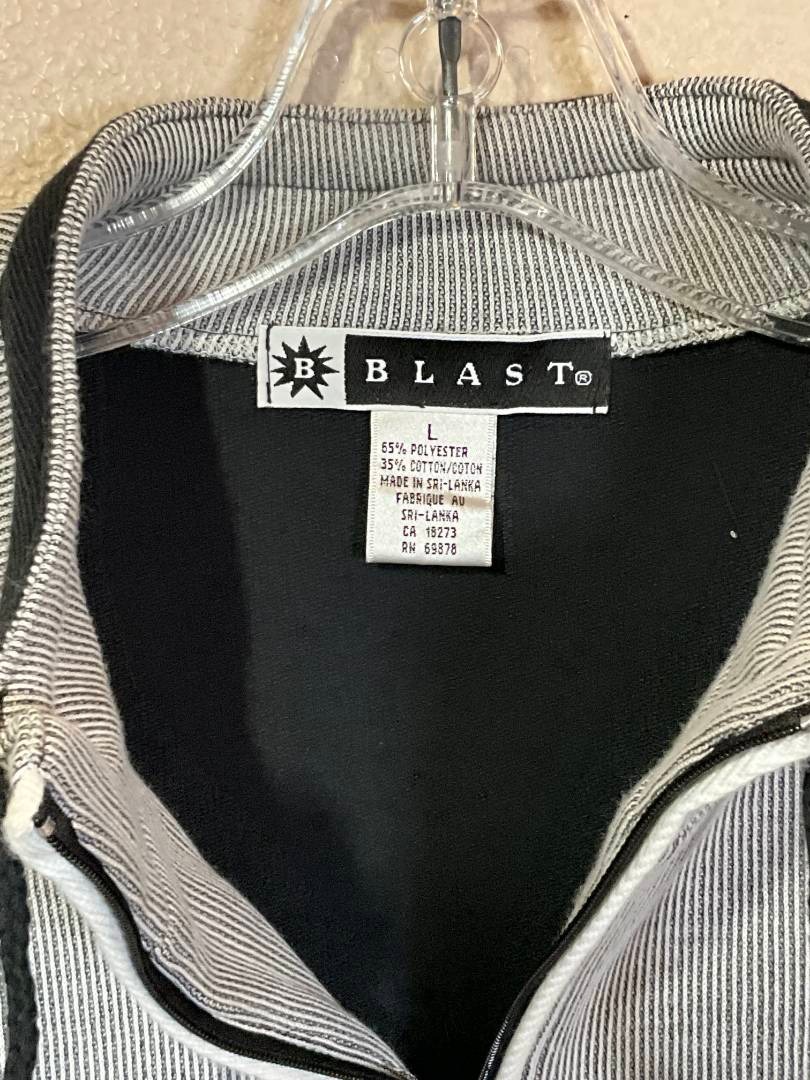 B BLAST®
L
65% POLYESTER
35% COTTON/COTON
MADE IN SRI-LANKA
FABRIQUE AU
SRI-LANKA
CA 18273
RN 69878